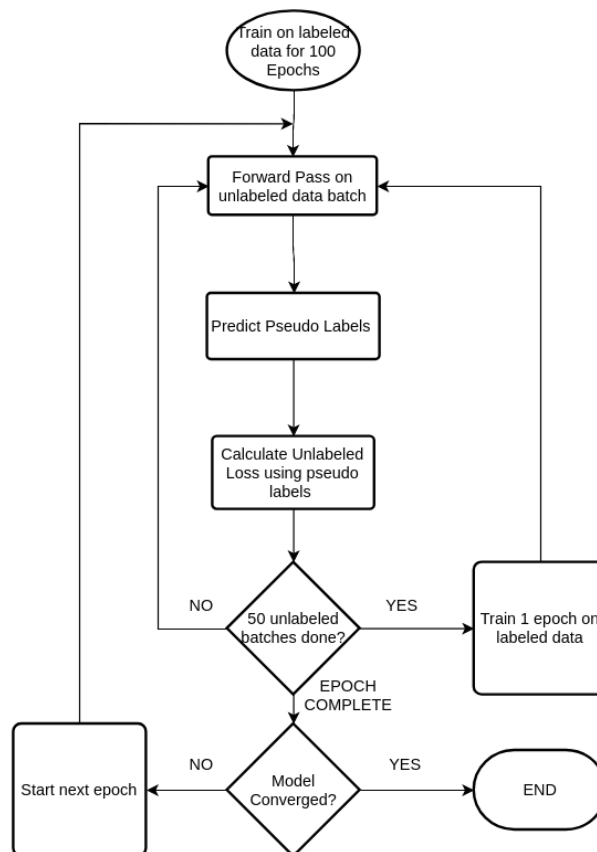 Train on labeled
data for 100
Epochs
Forward Pass on
unlabeled data batch
Predict Pseudo Labels
Calculate Unlabeled
Loss using pseudo
labels
NO
50 unlabeled
batches done?
YES
Train 1 epoch on
labeled data
EPOCH
COMPLETE
Start next epoch
NO
Model
Converged?
YES
END